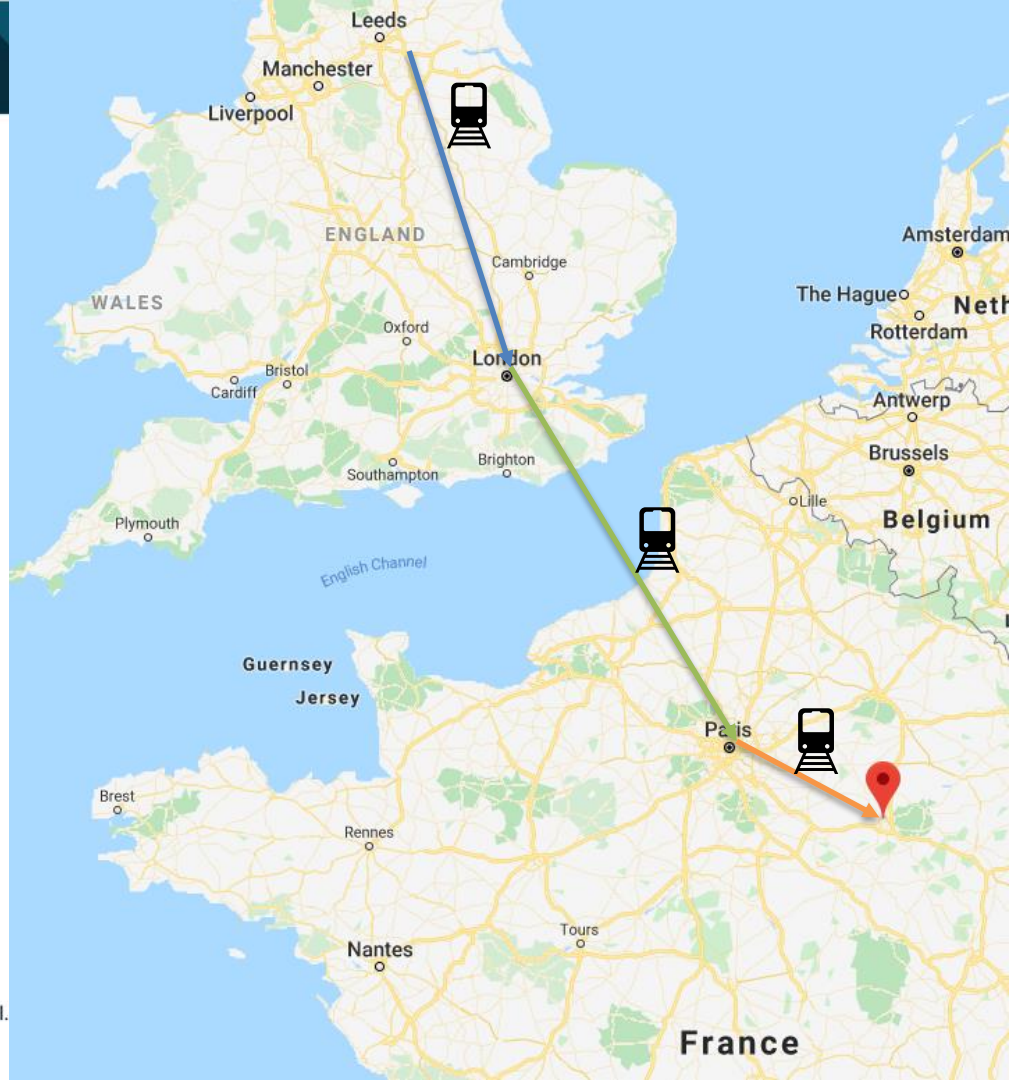 Leeds
Manchester
Liverpool
ENGLAND
Cambridge
Amsterdam
WALES
The Hague
Neth
Rotterdam
Oxford
London
Bristol
Cardiff
Antwerp
Brussels
Southampton
Brighton
Lille
Belgium
Plymouth
English Channel
Guernsey
Jersey
Paris
Brest
Rennes
Tours
Nantes
l.
France